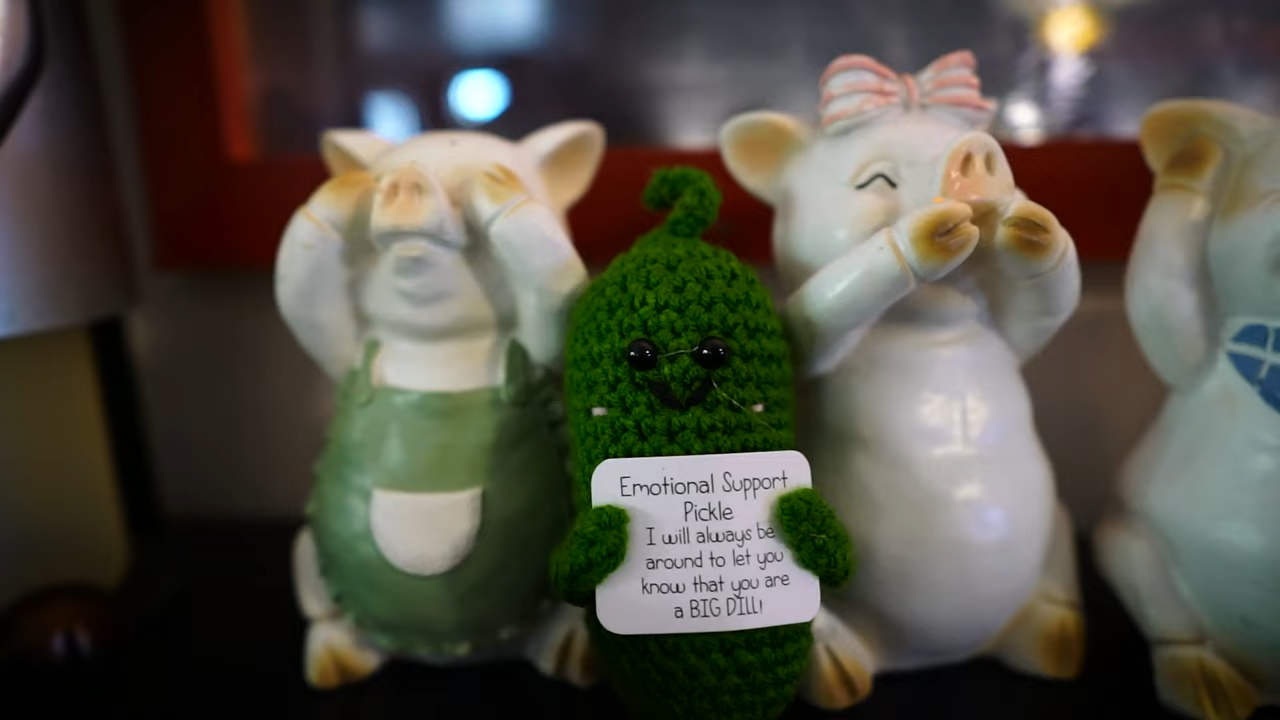 Emotional Support
Pickle
I will always be
around to let you
know that you are
a BIG DILL!